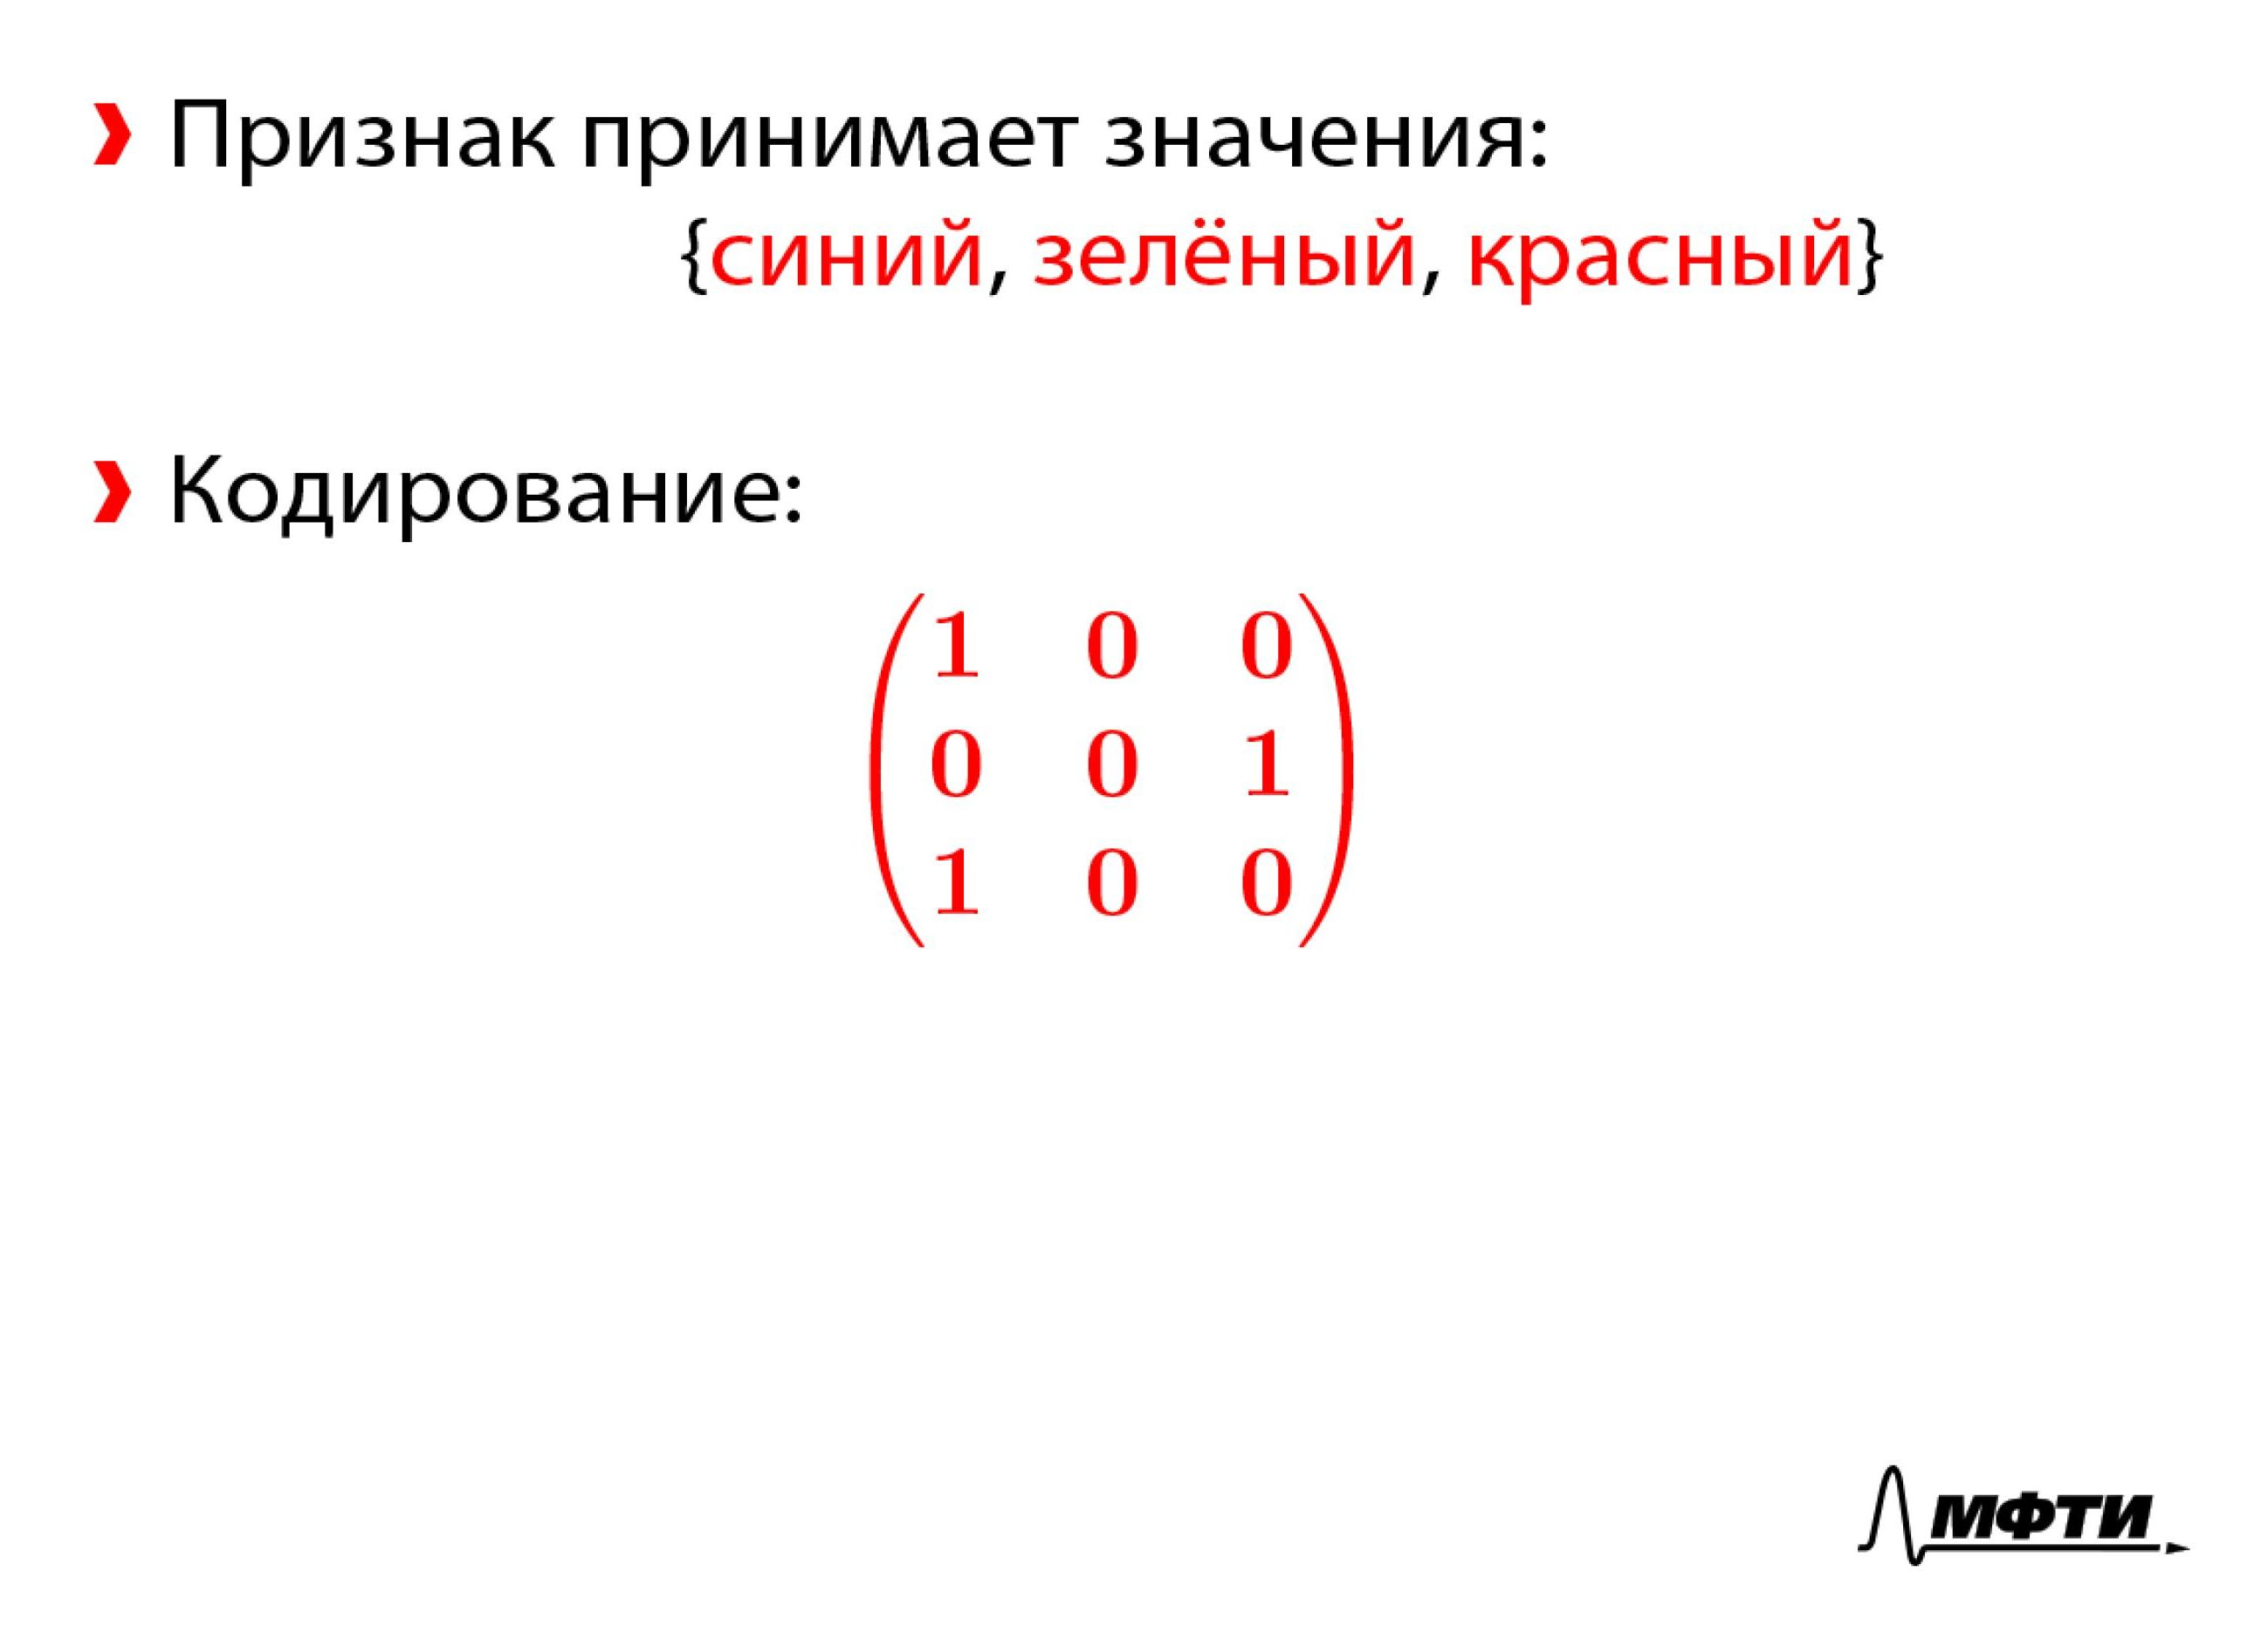 Признак принимает значения:
{синий, зелёный, красный}
Кодирование:
1 0 0
0 0 1
1 0 0
МФТИ